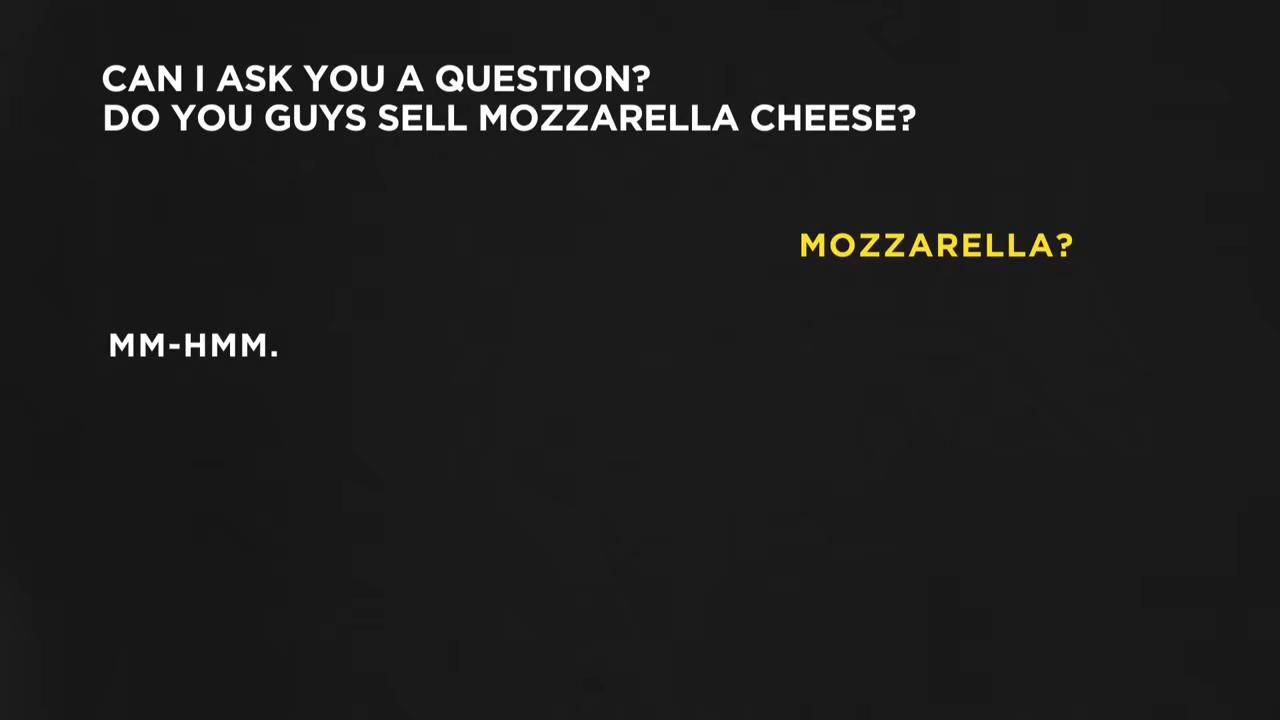 CAN I ASK YOU A QUESTION?
DO YOU GUYS SELL MOZZARELLA CHEESE?
MOZZARELLA?
MM-HMM.